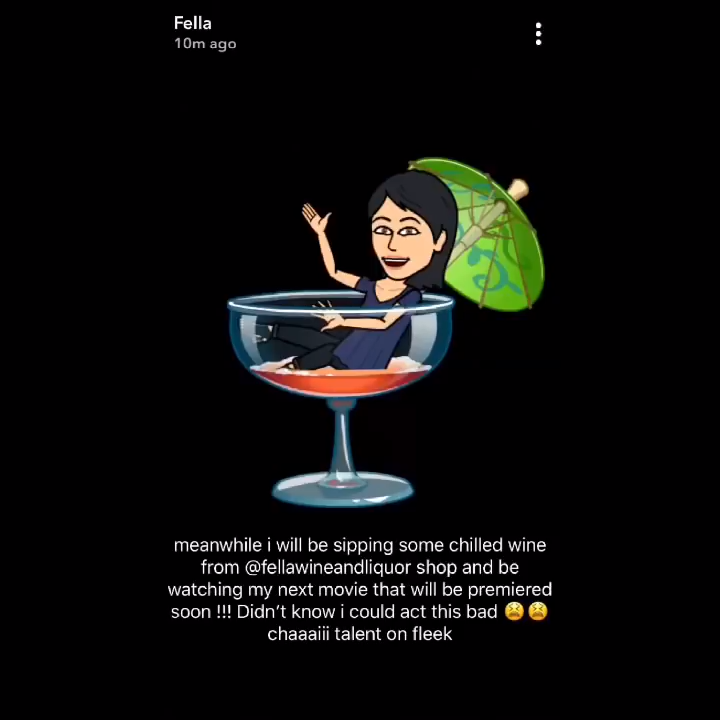 Fella
10m ago
meanwhile i will be sipping some chilled wine
from @fellawineandliquor shop and be
watching my next movie that will be premiered
soon !!! Didn't know i could act this bad 😫😫
chaaaiii talent on fleek